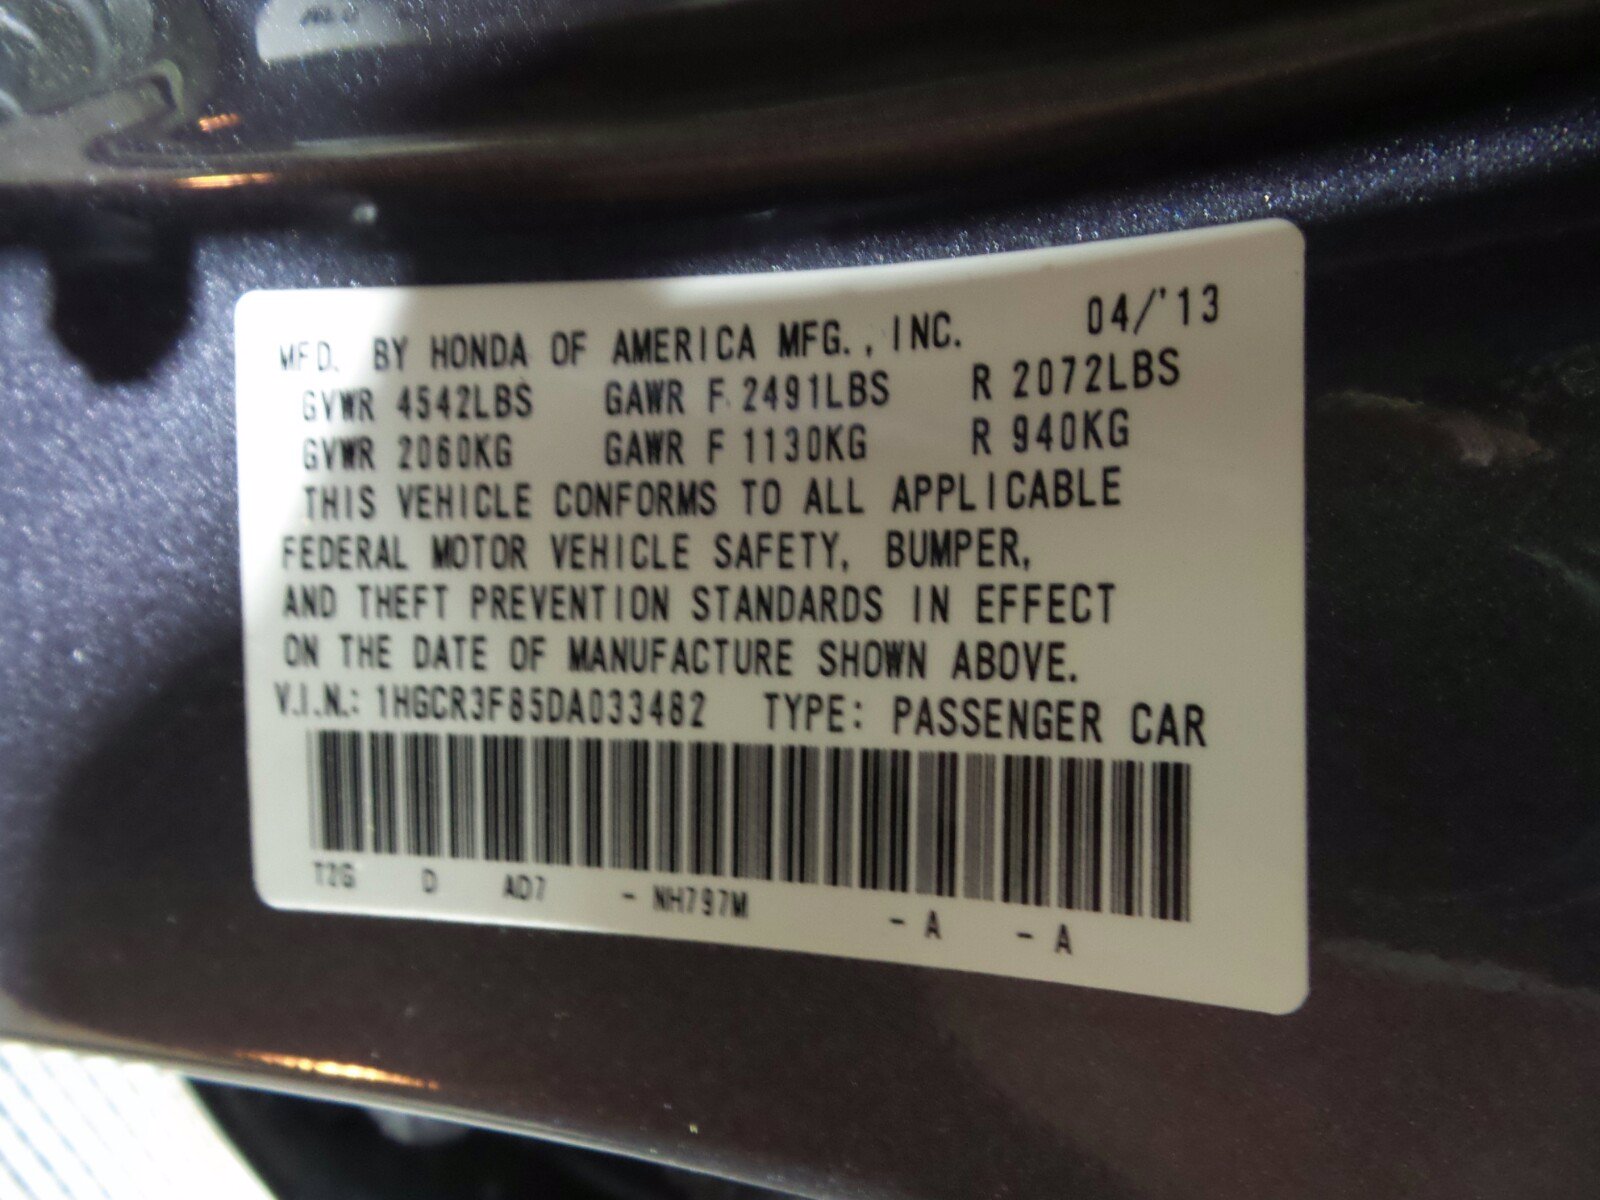 MFD. BY HONDA OF AMERICA MFG., INC. 04/'13
GVWR 4542LBS GAWR F 2491LBS R 2072LBS
GVWR 2060KG GAWR F 1130KG R 940KG
THIS VEHICLE CONFORMS TO ALL APPLICABLE
FEDERAL MOTOR VEHICLE SAFETY, BUMPER,
AND THEFT PREVENTION STANDARDS IN EFFECT
ON THE DATE OF MANUFACTURE SHOWN ABOVE.
V.I.N.: 1HGCR3F85DA033482 TYPE: PASSENGER CAR
T2G D AD7 - NH797M - A - A